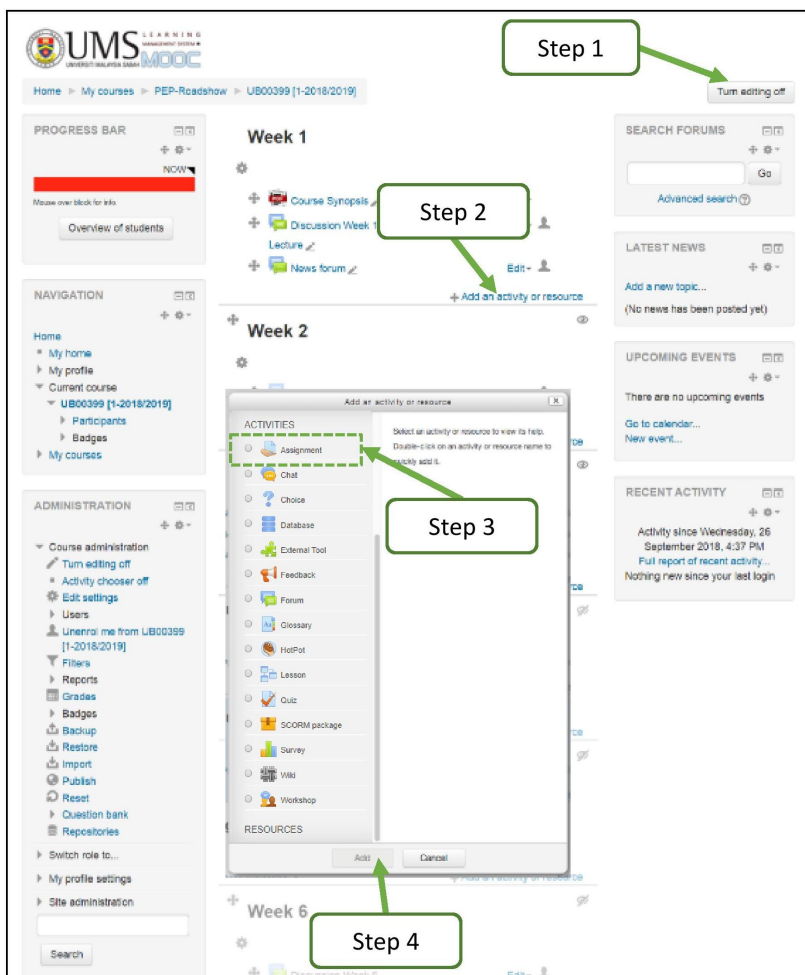 UMS
LEARNING
MANAGEMENT SYSTEM
UNIVERSITI MALAYSIA SABAH
MOOC
Step 1
Home My courses PEP-Roadshow UB00399 [1-2018/2019]
Turn editing off
PROGRESS BAR
NOW
Mouse over block for info.
Overview of students
NAVIGATION
Home
My home
My profile
Current course
UB00399 [1-2018/2019]
Participants
Badges
My courses
ADMINISTRATION
Course administration
Turn editing off
Activity chooser off
Edit settings
Users
Unenrol me from UB00399
[1-2018/2019]
Filters
Reports
Grades
Badges
Backup
Restore
Import
Publish
Reset
Question bank
Repositories
Switch role to...
My profile settings
Site administration
Search
Week 1
Course Synopsis
Step 2
Discussion Week 1
Lecture
News forum
Edit
Add an activity or resource
Week 2
Add an activity or resource
ACTIVITIES
Assignment
Chat
Choice
Database
External Tool
Feedback
Forum
Glossary
HotPot
Lesson
Quiz
SCORM package
Survey
Wiki
Workshop
RESOURCES
Select an activity or resource to view its help.
Double-click on an activity or resource name to
quickly add it.
Step 3
Add
Cancel
Add an activity or resource
Week 6
Step 4
Discussion Week 6
Edit
SEARCH FORUMS
Go
Advanced search
LATEST NEWS
Add a new topic...
(No news has been posted yet)
UPCOMING EVENTS
There are no upcoming events
Go to calendar...
New event...
RECENT ACTIVITY
Activity since Wednesday, 26
September 2018, 4:37 PM
Full report of recent activity...
Nothing new since your last login